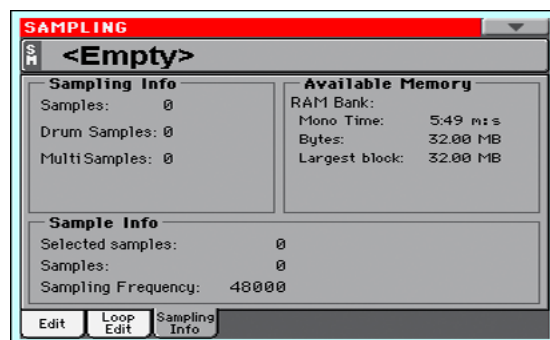 SAMPLING
SM <Empty>
Sampling Info
Samples: 0
Drum Samples: 0
MultiSamples: 0
Available Memory
RAM Bank:
Mono Time: 5:49 m:s
Bytes: 32.00 MB
Largest block: 32.00 MB
Sample Info
Selected samples: 0
Samples: 0
Sampling Frequency: 48000
Edit
Loop Edit
Sampling Info